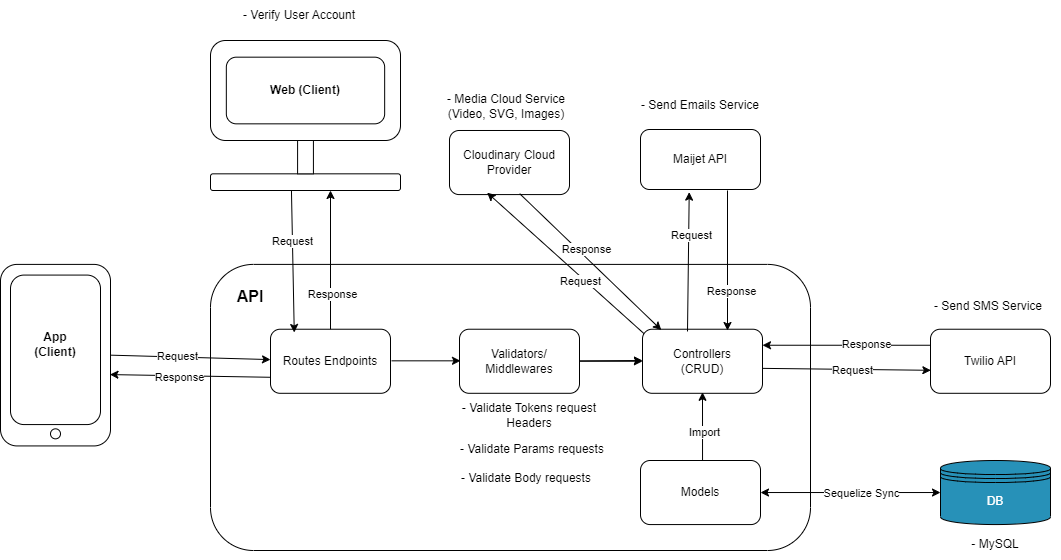 - Verify User Account
Web (Client)
- Media Cloud Service
(Video, SVG, Images)
- Send Emails Service
Cloudinary Cloud
Provider
Maijet API
Request
Response
Response
Request
Request
Response
API
App
(Client)
Request
Response
Routes Endpoints
Validators/
Middlewares
Controllers
(CRUD)
- Send SMS Service
Response
Request
Twilio API
- Validate Tokens request
Headers
- Validate Params requests
- Validate Body requests
Import
Models
Sequelize Sync
DB
- MySQL